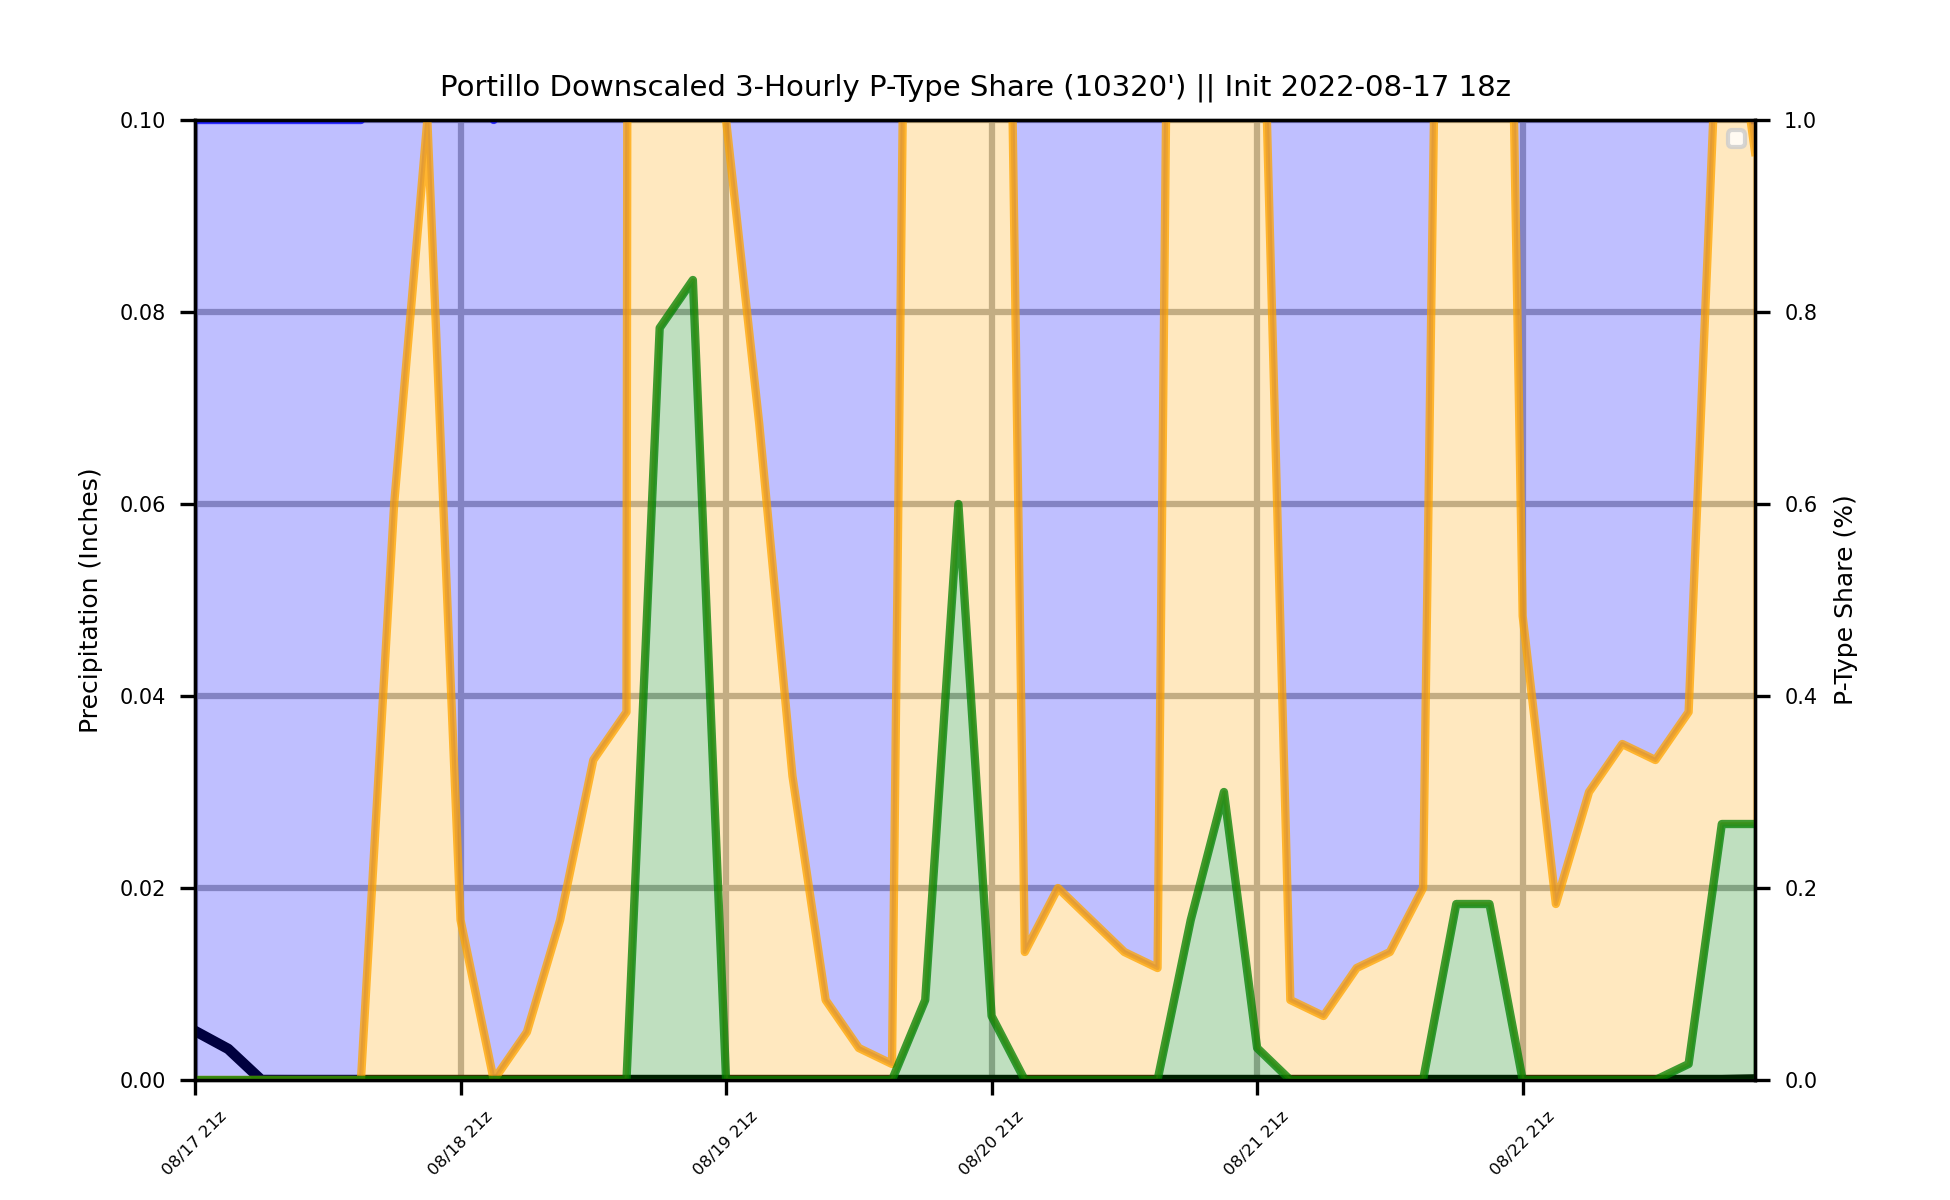 Portillo Downscaled 3-Hourly P-Type Share (10320') || Init 2022-08-17 18z
Precipitation (Inches)
0.10
0.08
0.06
0.04
0.02
0.00
1.0
0.8
0.6
0.4
0.2
0.0
P-Type Share (%)
08/17 21z
08/18 21z
08/19 21z
08/20 21z
08/21 21z
08/22 21z